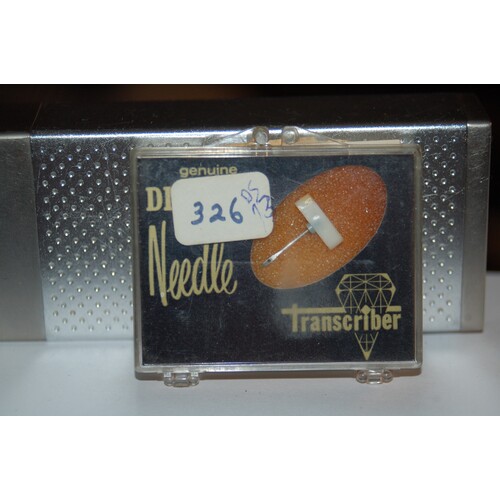 genuine
DI
326
Needle
Transcriber